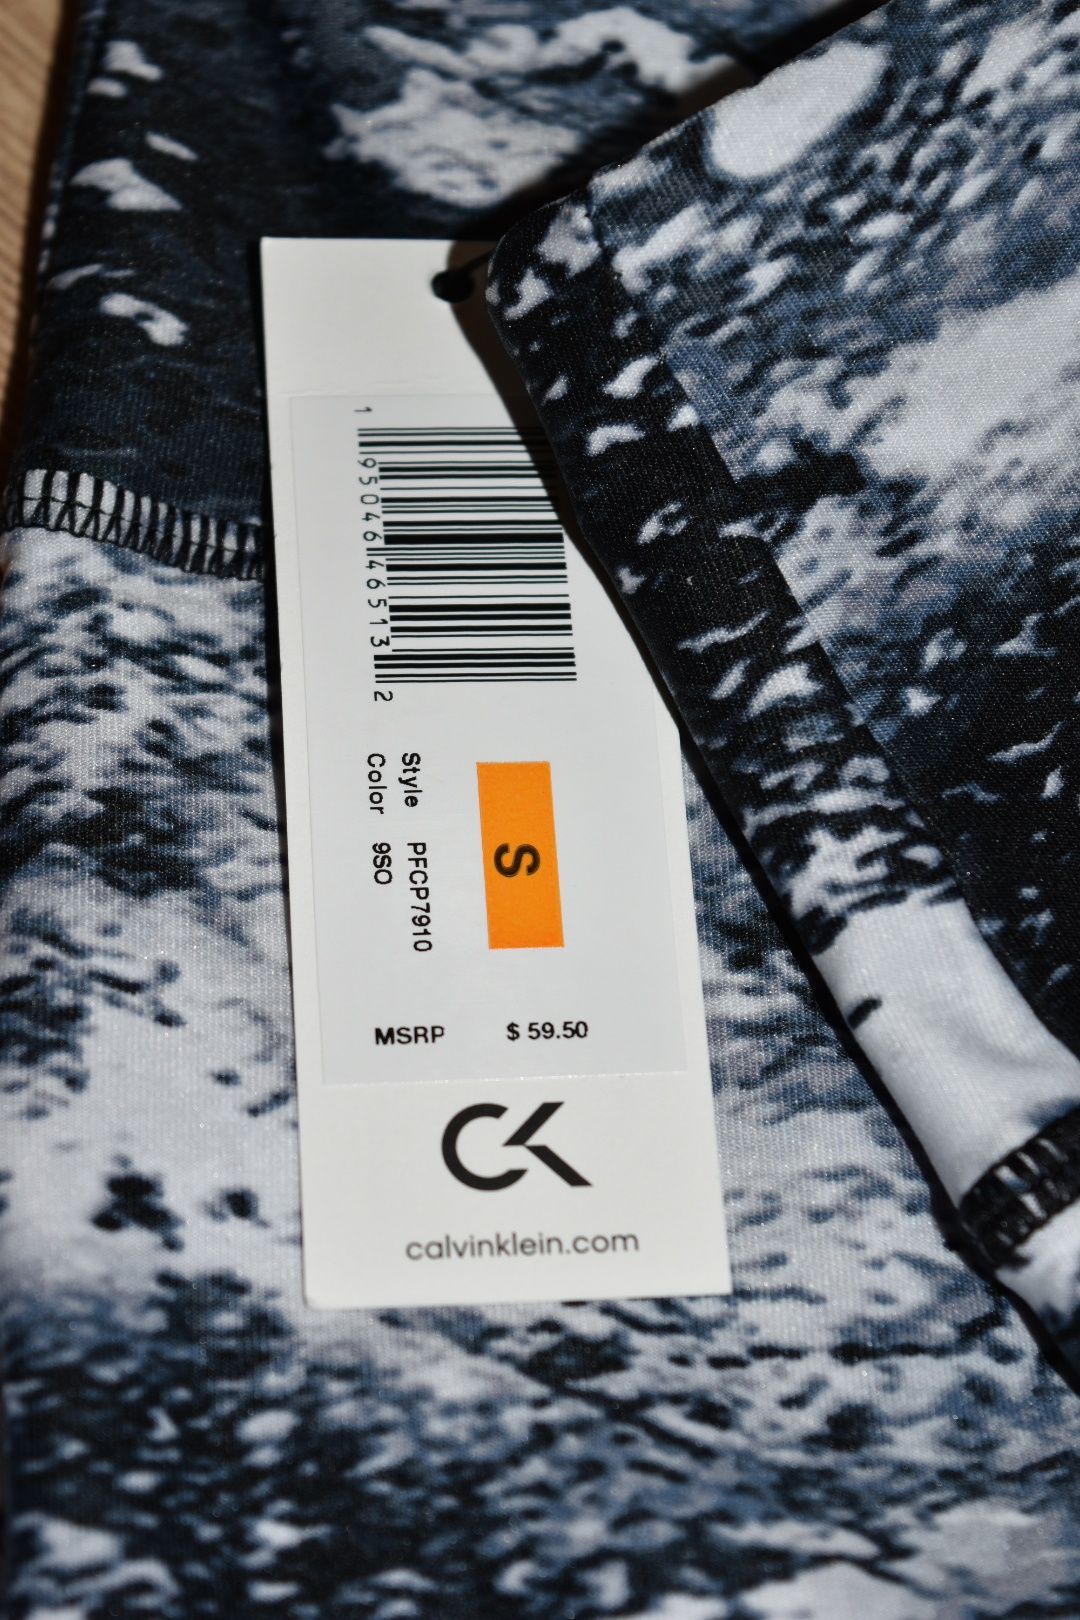 1 95046 46513 2
S
Style PFCP7910
Color 9SO
MSRP $ 59.50
CK
calvinklein.com